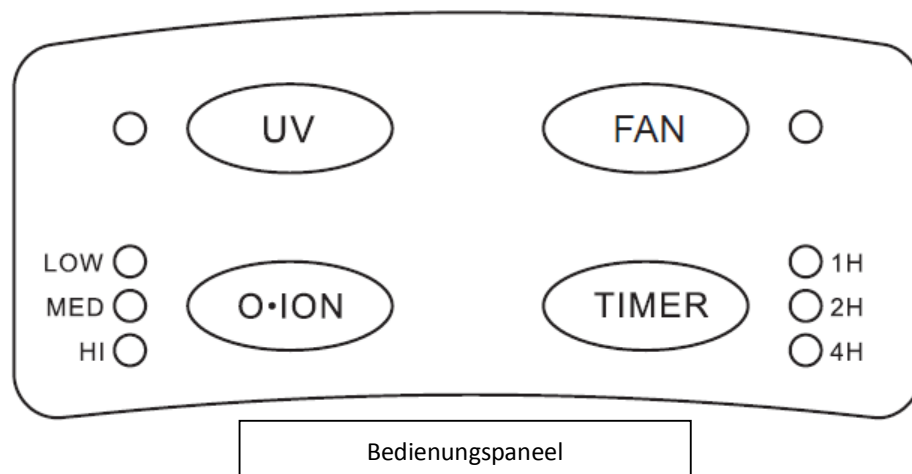 UV FAN
LOW 1H
MED O•ION TIMER 2H
HI 4H
Bedienungspaneel